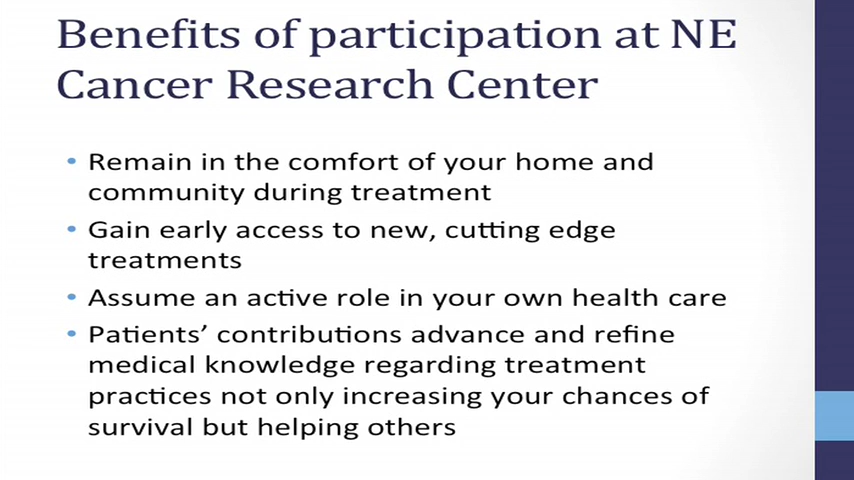 Benefits of participation at NE
Cancer Research Center
• Remain in the comfort of your home and
community during treatment
• Gain early access to new, cutting edge
treatments
• Assume an active role in your own health care
• Patients’ contributions advance and refine
medical knowledge regarding treatment
practices not only increasing your chances of
survival but helping others